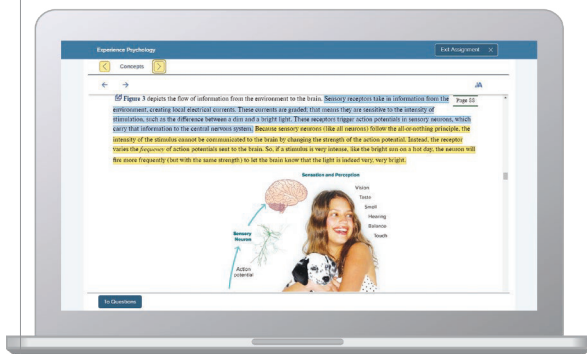 Experience Psychology
Exit Assignment ×
Concepts
AA
Figure 3 depicts the flow of information from the environment to the brain. Sensory receptors take in information from the
Page 88
environment, creating local electrical currents. These currents are graded; that means they are sensitive to the intensity of
stimulation, such as the difference between a dim and a bright light. These receptors trigger action potentials in sensory neurons, which
carry that information to the central nervous system. Because sensory neurons (like all neurons) follow the all-or-nothing principle, the
intensity of the stimulus cannot be communicated to the brain by changing the strength of the action potential. Instead, the receptor
varies the frequency of action potentials sent to the brain. So, if a stimulus is very intense, like the bright sun on a hot day, the neuron will
fire more frequently (but with the same strength) to let the brain know that the light is indeed very, very bright.
Sensation and Perception
Vision
Taste
Smell
Hearing
Balance
Touch
Sensory
Neuron
Action
potential
To Questions